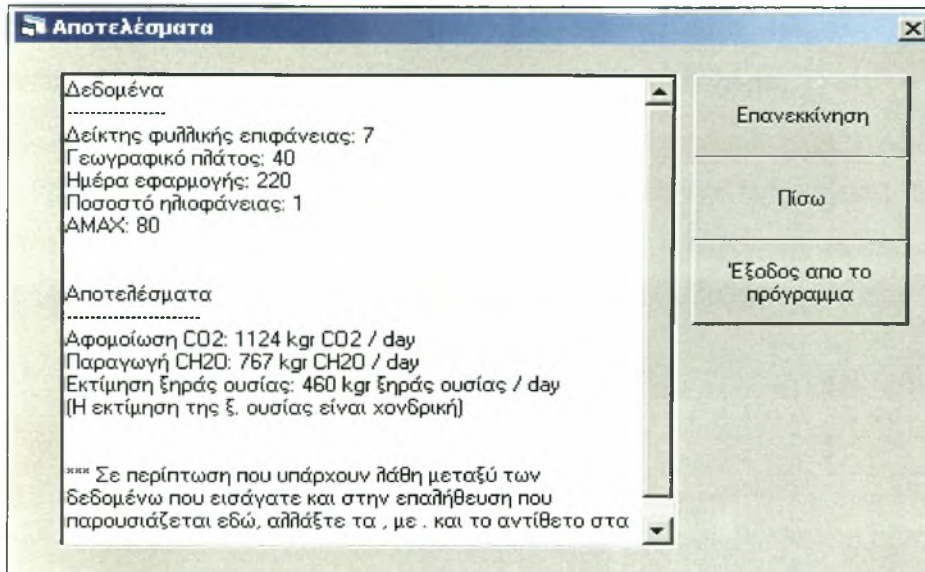 Αποτελέσματα
Δεδομένα
----------------
Δείκτης φυλλικής επιφάνειας: 7
Γεωγραφικό πλάτος: 40
Ημέρα εφαρμογής: 220
Ποσοστό ηλιοφάνειας: 1
AMAX: 80
Αποτελέσματα
---------------------
Αφομοίωση CO2: 1124 kgr CO2 / day
Παραγωγή CH2O: 767 kgr CH2O / day
Εκτίμηση ξηράς ουσίας: 460 kgr ξηράς ουσίας / day
(Η εκτίμηση της ξ. ουσίας είναι χονδρική)
*** Σε περίπτωση που υπάρχουν λάθη μεταξύ των
δεδομένω που εισάγατε και στην επαλήθευση που
παρουσιάζεται εδώ, αλλάξτε τα , με . και το αντίθετο στα
Επανεκκίνηση
Πίσω
Έξοδος απο το
πρόγραμμα